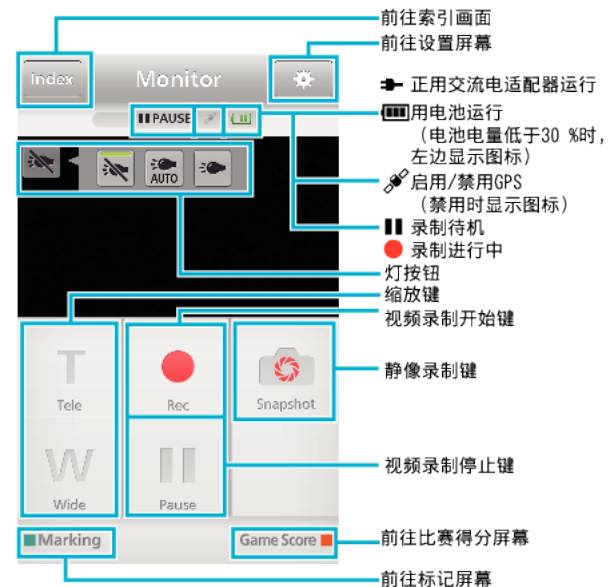 前往索引画面
前往设置屏幕
Index
Monitor
正用交流电适配器运行
PAUSE
用电池运行
（电池电量低于30 %时，
左边显示图标）
AUTO
启用/禁用GPS
（禁用时显示图标）
录制待机
录制进行中
灯按钮
缩放键
视频录制开始键
T
Tele
Rec
Snapshot
静像录制键
W
Wide
Pause
视频录制停止键
Marking
Game Score
前往比赛得分屏幕
前往标记屏幕